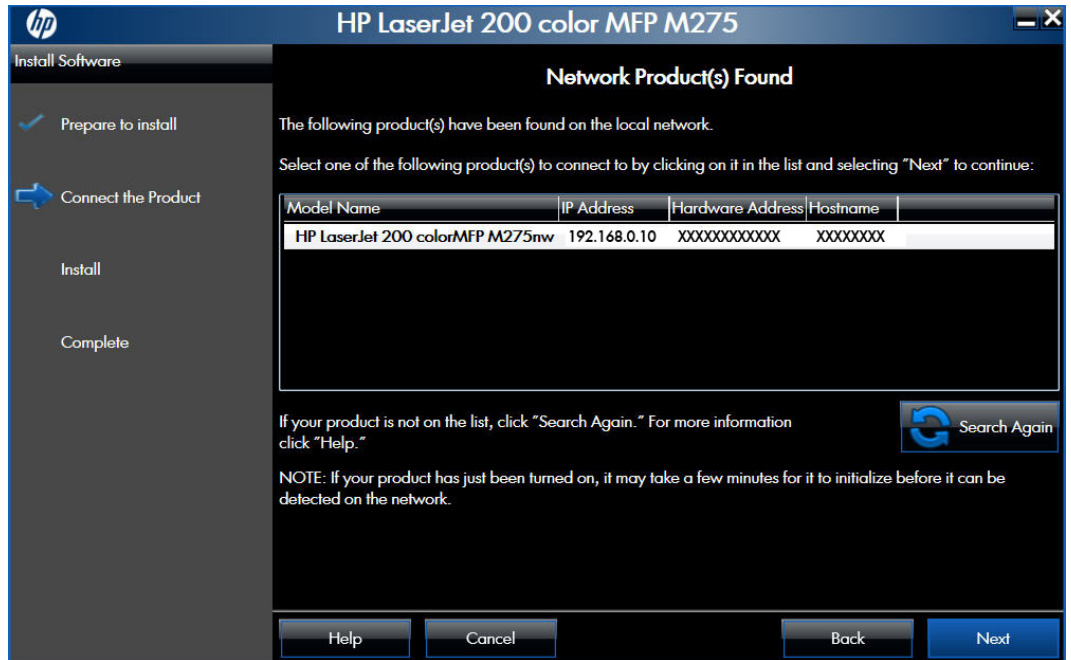 hp
HP LaserJet 200 color MFP M275
Install Software
Prepare to install
Connect the Product
Install
Complete
Network Product(s) Found
The following product(s) have been found on the local network.
Select one of the following product(s) to connect to by clicking on it in the list and selecting "Next" to continue:
Model Name IP Address Hardware Address Hostname
HP LaserJet 200 colorMFP M275nw 192.168.0.10 XXXXXXXXXXXX XXXXXXXX
If your product is not on the list, click "Search Again." For more information
click "Help."
Search Again
NOTE: If your product has just been turned on, it may take a few minutes for it to initialize before it can be
detected on the network.
Help Cancel Back Next